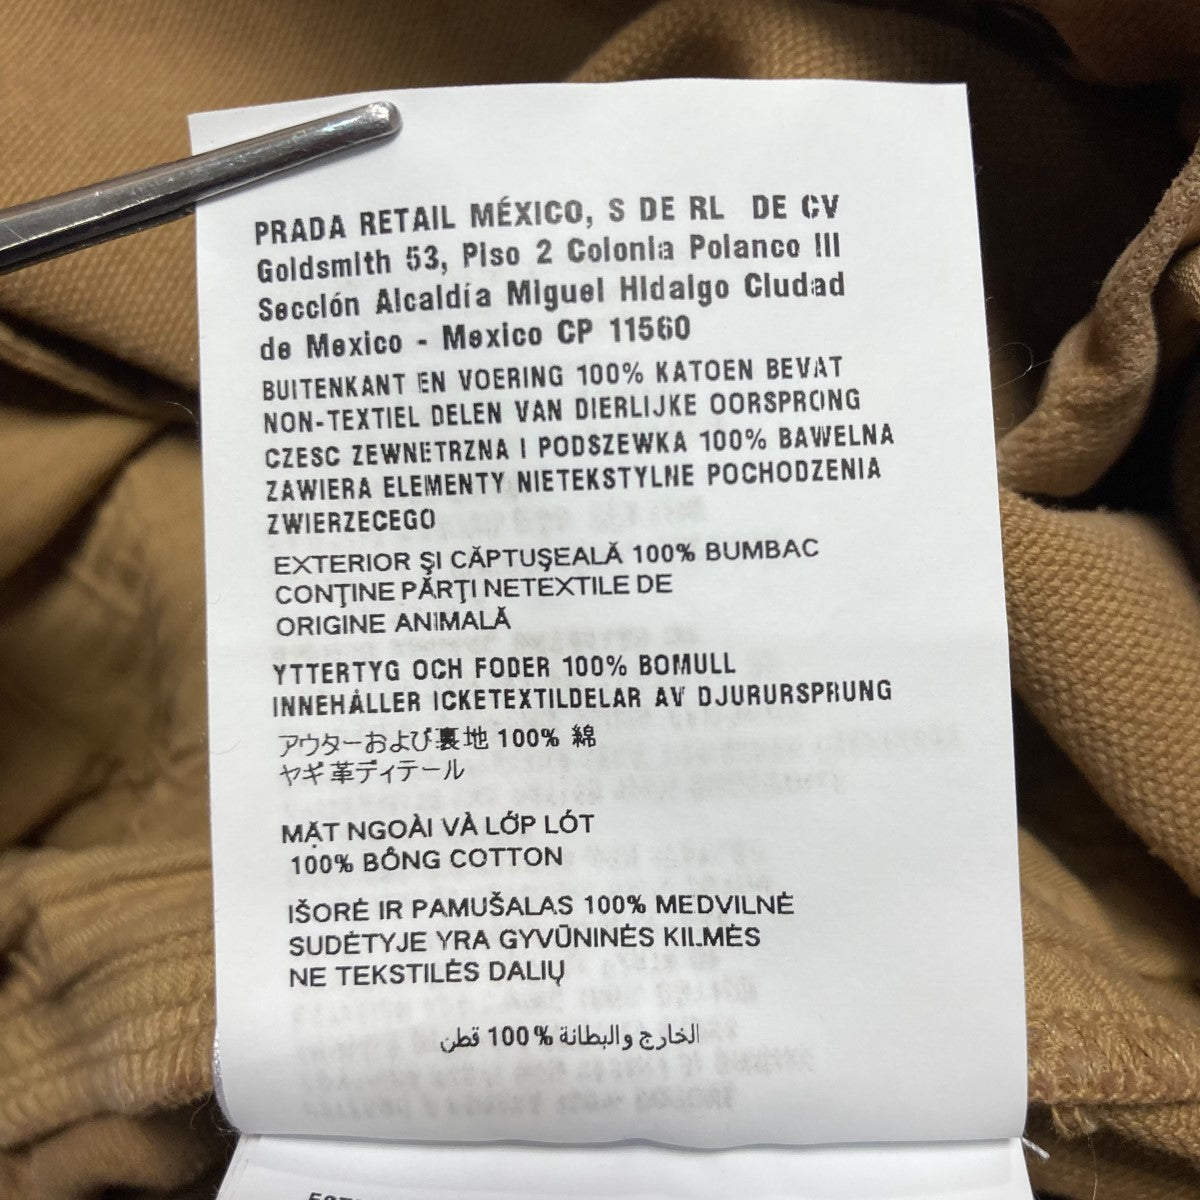 PRADA RETAIL MÉXICO, S DE RL DE CV
Goldsmith 53, Piso 2 Colonia Polanco III
Sección Alcaldía Miguel Hidalgo Ciudad
de Mexico - Mexico CP 11560
BUITENKANT EN VOERING 100% KATOEN BEVAT
NON-TEXTIEL DELEN VAN DIERLIJKE OORSPRONG
CZESC ZEWNETRZNA I PODSZEWKA 100% BAWELNA
ZAWIERA ELEMENTY NIETEKSTYLNE POCHODZENIA
ZWIERZECEGO
EXTERIOR ŞI CĂPTUŞEALĂ 100% BUMBAC
CONŢINE PĂRŢI NETEXTILE DE
ORIGINE ANIMALĂ
YTTERTYG OCH FODER 100% BOMULL
INNEHÅLLER ICKETEXTILDELAR AV DJURURSPRUNG
アウターおよび裏地 100% 綿
ヤギ革ディテール
MẶT NGOÀI VÀ LỚP LÓT
100% BÔNG COTTON
IŠORĖ IR PAMUŠALAS 100% MEDVILNĖ
SUDĖTYJE YRA GYVŪNINĖS KILMĖS
NE TEKSTILĖS DALIŲ
الخارج والبطانة 100% قطن